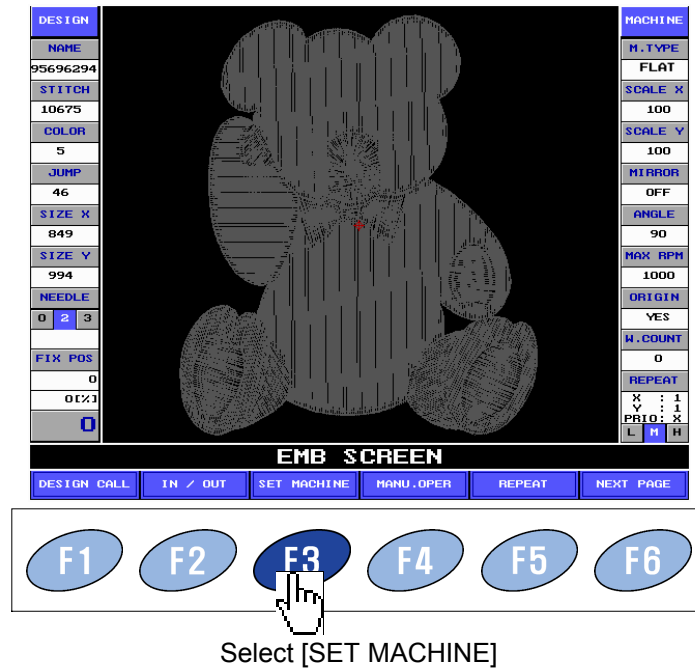 DESIGN
NAME
95696294
STITCH
10675
COLOR
5
JUMP
46
SIZE X
849
SIZE Y
994
NEEDLE
0 2 3
FIX POS
0
0[%]
0
MACHINE
M.TYPE
FLAT
SCALE X
100
SCALE Y
100
MIRROR
OFF
ANGLE
90
MAX RPM
1000
ORIGIN
YES
W.COUNT
0
REPEAT
X : 1
Y : 1
PRIO: X
L M H
EMB SCREEN
DESIGN CALL IN / OUT SET MACHINE MANU.OPER REPEAT NEXT PAGE
F1 F2 F3 F4 F5 F6
Select [SET MACHINE]